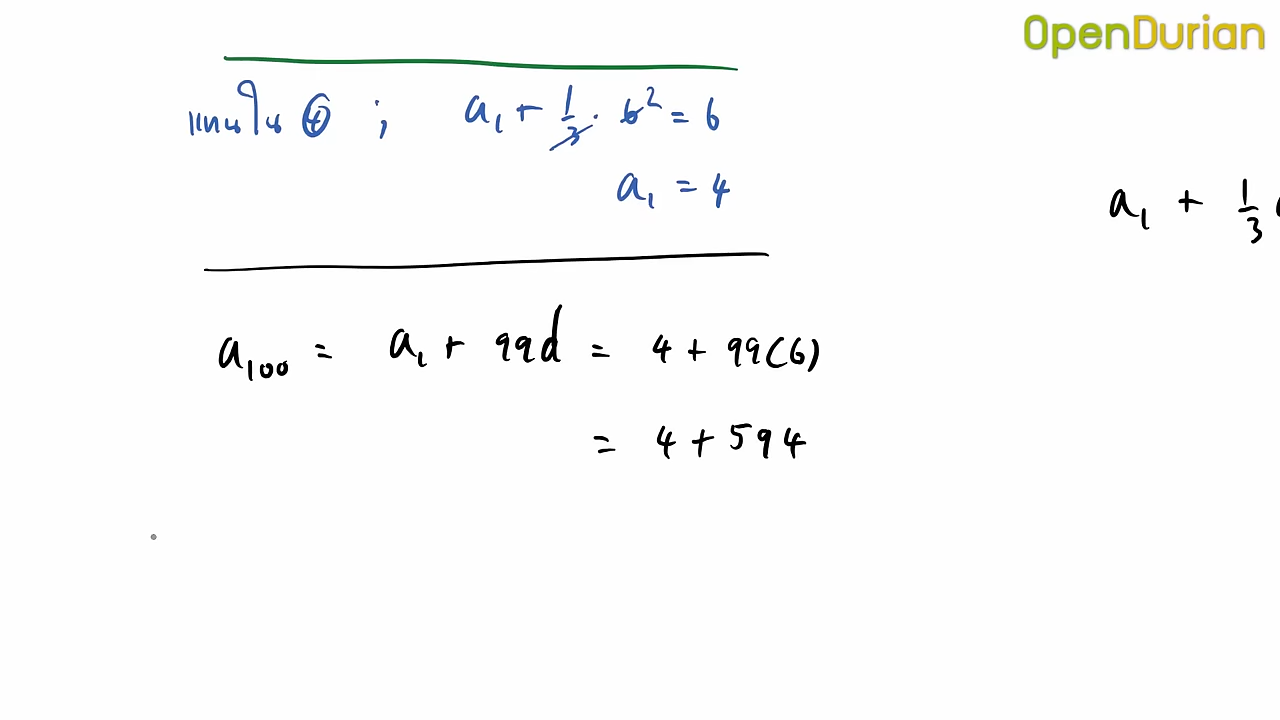 OpenDurian
แทนใน ④ ; a₁ + 1/3 · 6² = 6
a₁ = 4
a₁ + 1/3
a₁₀₀ = a₁ + 99d = 4 + 99(6)
= 4 + 594